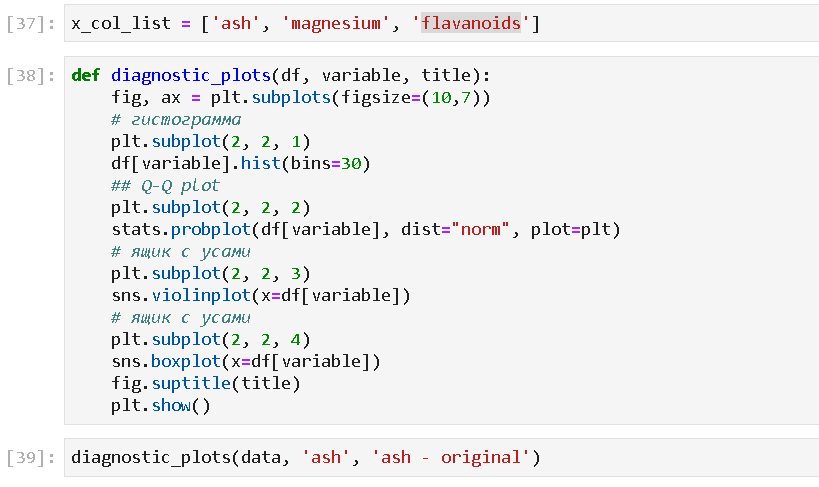 [37]: x_col_list = ['ash', 'magnesium', 'flavanoids']
[38]: def diagnostic_plots(df, variable, title):
    fig, ax = plt.subplots(figsize=(10,7))
    # гистограмма
    plt.subplot(2, 2, 1)
    df[variable].hist(bins=30)
    ## Q-Q plot
    plt.subplot(2, 2, 2)
    stats.probplot(df[variable], dist="norm", plot=plt)
    # ящик с усами
    plt.subplot(2, 2, 3)
    sns.violinplot(x=df[variable])
    # ящик с усами
    plt.subplot(2, 2, 4)
    sns.boxplot(x=df[variable])
    fig.suptitle(title)
    plt.show()
[39]: diagnostic_plots(data, 'ash', 'ash - original')